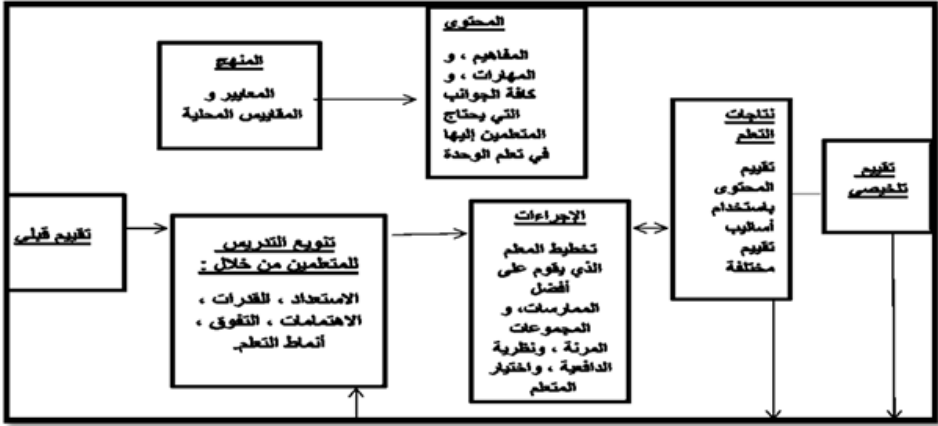 المنهج
المعايير و
المقاييس المحلية
المحتوى
المفاهيم ، و
المهارات ، و
كافة الجوانب
التي يحتاج
المتعلمين إليها
في تعلم الوحدة
تقييم قبلي
تنويع التدريس
للمتعلمين من خلال :
الاستعداد ، القدرات ،
الاهتمامات ، التفوق ،
أنماط التعلم.
الإجراءات
تخطيط المعلم
الذي يقوم على
أفضل
الممارسات، و
المجموعات
المرنة ، ونظرية
الدافعية ، واختيار
المتعلم
نتاجات
التعلم
تقييم
المحتوى
باستخدام
أساليب
تقييم
مختلفة
تقييم
تلخيصي